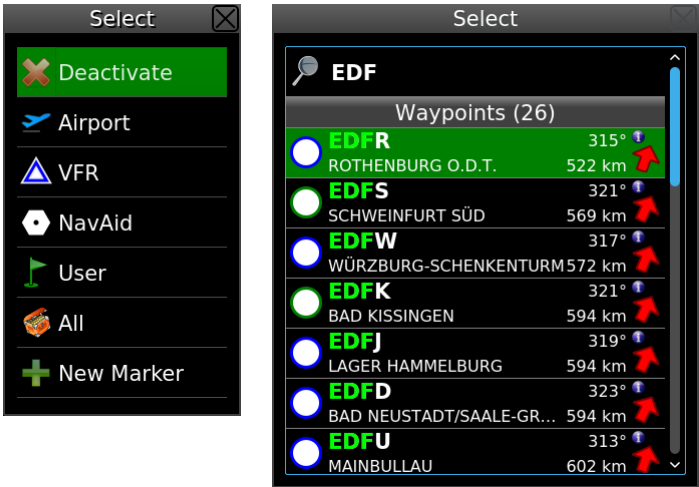 Select
Deactivate
Airport
VFR
NavAid
User
All
New Marker
Select
EDF
Waypoints (26)
EDFR 315°
ROTHENBURG O.D.T. 522 km
EDFS 321°
SCHWEINFURT SÜD 569 km
EDFW 317°
WÜRZBURG-SCHENKENTURM 572 km
EDFK 321°
BAD KISSINGEN 594 km
EDFJ 319°
LAGER HAMMELBURG 594 km
EDFD 323°
BAD NEUSTADT/SAALE-GR... 594 km
EDFU 313°
MAINBULLAU 602 km